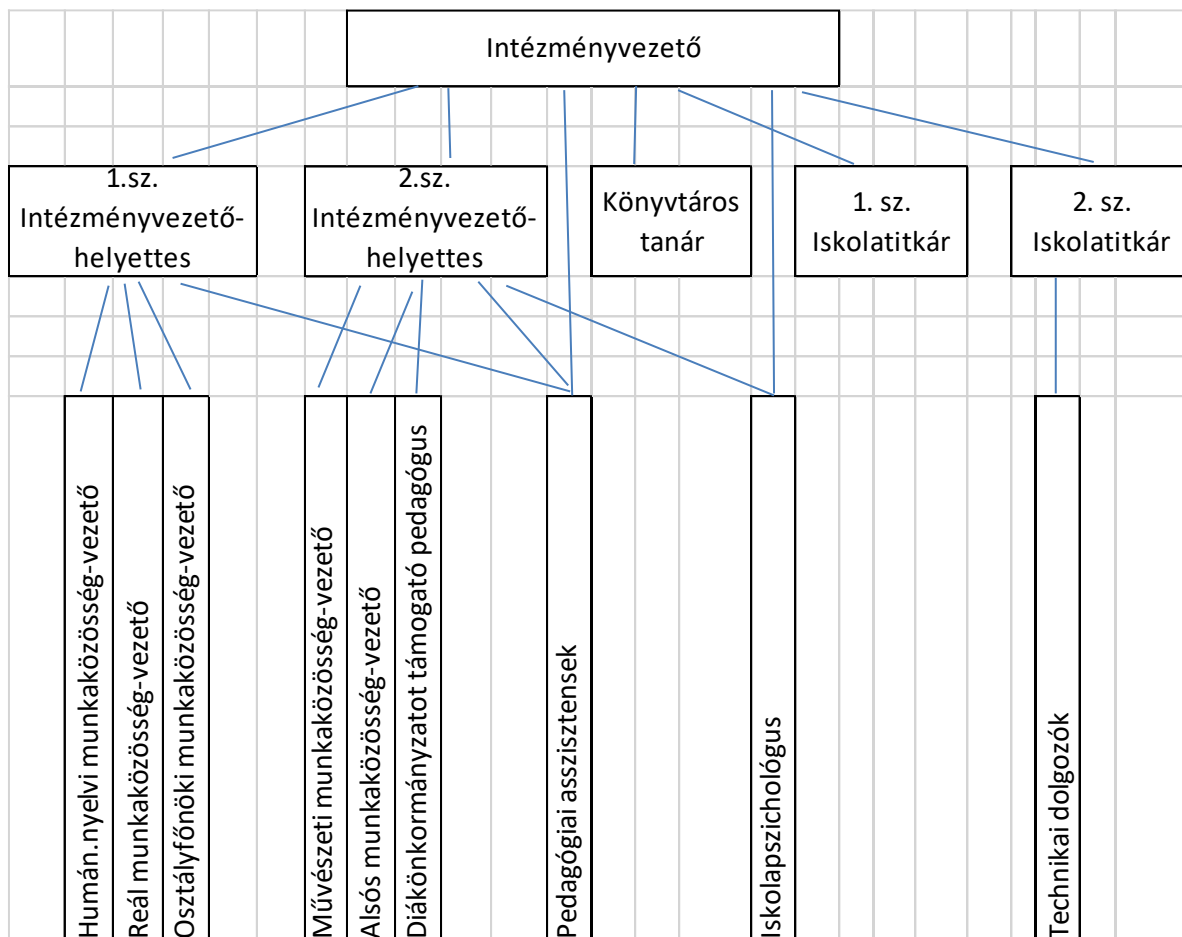 Intézményvezető
1.sz.
Intézményvezető-
helyettes
2.sz.
Intézményvezető-
helyettes
Könyvtáros
tanár
1. sz.
Iskolatitkár
2. sz.
Iskolatitkár
Humán.nyelvi munkaközösség-vezető
Reál munkaközösség-vezető
Osztályfőnöki munkaközösség-vezető
Művészeti munkaközösség-vezető
Alsós munkaközösség-vezető
Diákönkormányzatot támogató pedagógus
Pedagógiai asszisztensek
Iskolapszichológus
Technikai dolgozók